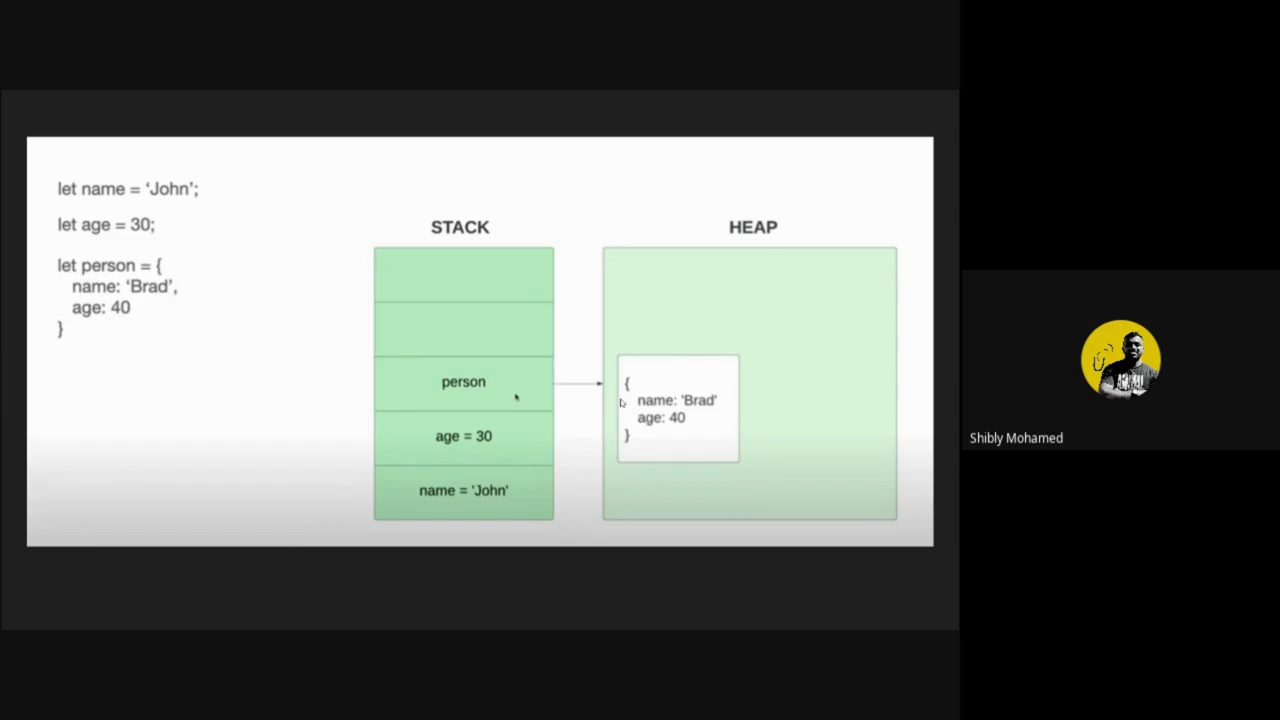 let name = ‘John’;
let age = 30;
let person = {
name: ‘Brad’,
age: 40
}
STACK
person
age = 30
name = 'John'
HEAP
{
name: 'Brad'
age: 40
}
Shibly Mohamed